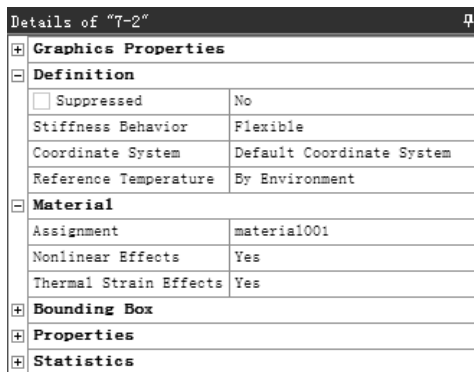 Details of "7-2"
Graphics Properties
Definition
Suppressed No
Stiffness Behavior Flexible
Coordinate System Default Coordinate System
Reference Temperature By Environment
Material
Assignment material001
Nonlinear Effects Yes
Thermal Strain Effects Yes
Bounding Box
Properties
Statistics